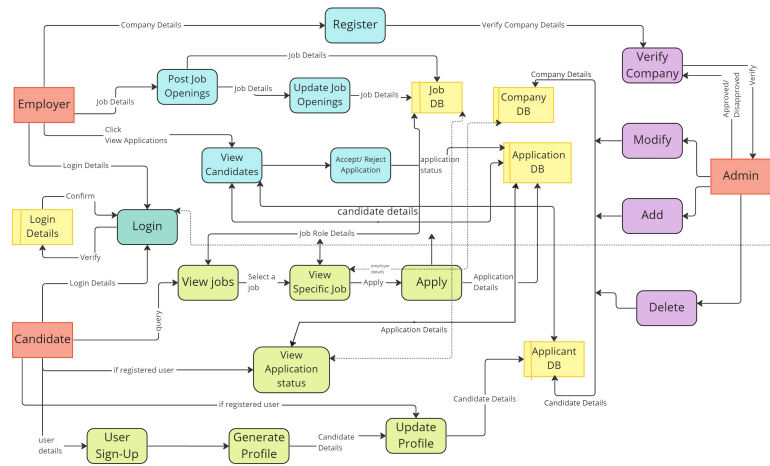 Company Details
Register
Verify Company Details
Verify
Company
Verify
Approved/
Disapproved
Job Details
Post Job
Openings
Job Details
Update Job
Openings
Job Details
Job
DB
Company Details
Company
DB
Employer
Job Details
Click
View Applications
View
Candidates
Accept/ Reject
Application
application
status
Application
DB
Modify
Admin
Add
Delete
Login Details
Confirm
Login
Details
Verify
Login
candidate details
Job Role Details
employer
details
View jobs
Select a
job
View
Specific Job
Apply
Apply
Application
Details
Login Details
query
Candidate
Application Details
View
Application
status
if registered user
Applicant
DB
Candidate Details
Candidate Details
if registered user
user
details
User
Sign-Up
Generate
Profile
Candidate
Details
Update
Profile